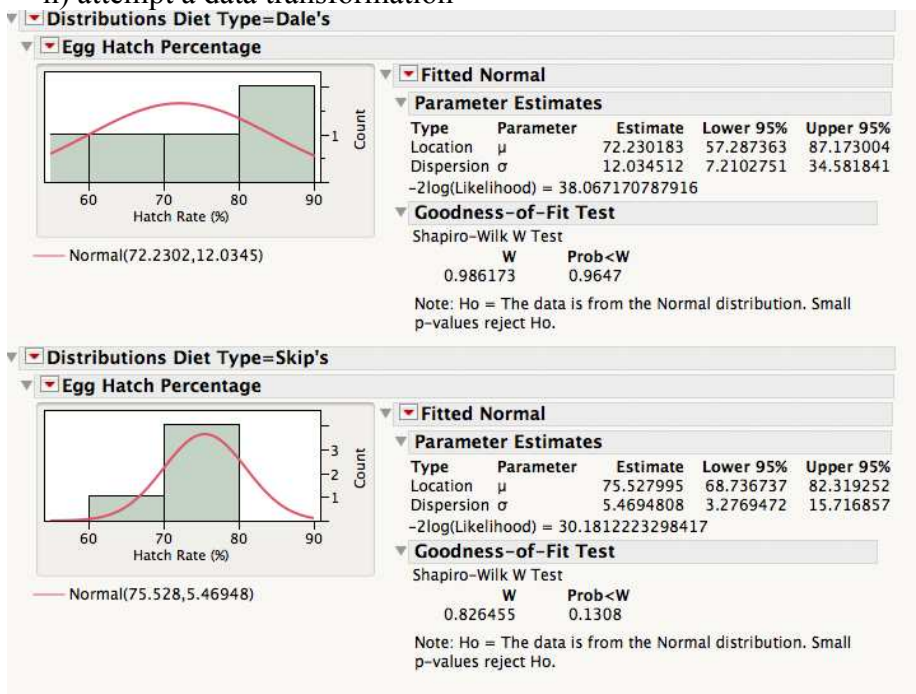 ii) attempt a data transformation
Distributions Diet Type=Dale's
Egg Hatch Percentage
1
Count
60 70 80 90
Hatch Rate (%)
Normal(72.2302,12.0345)
Fitted Normal
Parameter Estimates
Type Parameter Estimate Lower 95% Upper 95%
Location μ 72.230183 57.287363 87.173004
Dispersion σ 12.034512 7.2102751 34.581841
-2log(Likelihood) = 38.067170787916
Goodness-of-Fit Test
Shapiro-Wilk W Test
W Prob<W
0.986173 0.9647
Note: Ho = The data is from the Normal distribution. Small
p-values reject Ho.
Distributions Diet Type=Skip's
Egg Hatch Percentage
3
2
1
Count
60 70 80 90
Hatch Rate (%)
Normal(75.528,5.46948)
Fitted Normal
Parameter Estimates
Type Parameter Estimate Lower 95% Upper 95%
Location μ 75.527995 68.736737 82.319252
Dispersion σ 5.4694808 3.2769472 15.716857
-2log(Likelihood) = 30.1812223298417
Goodness-of-Fit Test
Shapiro-Wilk W Test
W Prob<W
0.826455 0.1308
Note: Ho = The data is from the Normal distribution. Small
p-values reject Ho.